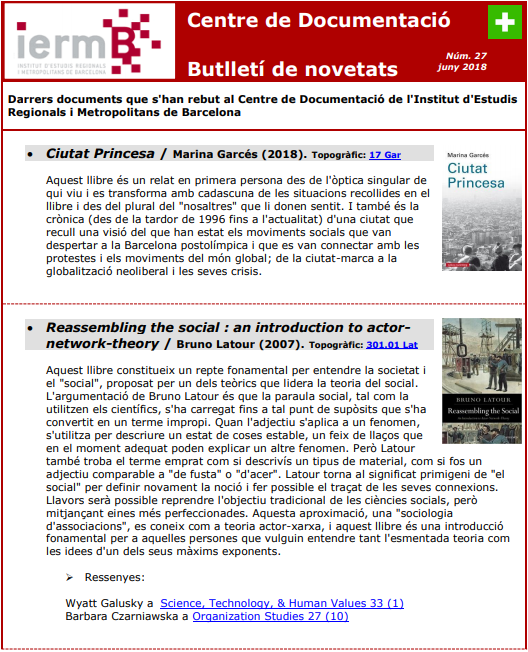 iermB
INSTITUT D'ESTUDIS REGIONALS
I METROPOLITANS DE BARCELONA
Centre de Documentació
Butlletí de novetats
Núm. 27
juny 2018
Darrers documents que s'han rebut al Centre de Documentació de l'Institut d'Estudis
Regionals i Metropolitans de Barcelona
• Ciutat Princesa / Marina Garcés (2018). Topogràfic: 17 Gar
Marina Garcés
Ciutat
Princesa
Aquest llibre és un relat en primera persona des de l'òptica singular de
qui viu i es transforma amb cadascuna de les situacions recollides en el
llibre i des del plural del "nosaltres" que li donen sentit. I també és la
crònica (des de la tardor de 1996 fins a l'actualitat) d'una ciutat que
recull una visió del que han estat els moviments socials que van
despertar a la Barcelona postolímpica i que es van connectar amb les
protestes i els moviments del món global; de la ciutat-marca a la
globalització neoliberal i les seves crisis.
• Reassembling the social : an introduction to actor-
network-theory / Bruno Latour (2007). Topogràfic: 301.01 Lat
BRUNO LATOUR
Reassembling the Social
Aquest llibre constitueix un repte fonamental per entendre la societat i
el "social", proposat per un dels teòrics que lidera la teoria del social.
L'argumentació de Bruno Latour és que la paraula social, tal com la
utilitzen els científics, s'ha carregat fins a tal punt de supòsits que s'ha
convertit en un terme impropi. Quan l'adjectiu s'aplica a un fenomen,
s'utilitza per descriure un estat de coses estable, un feix de llaços que
en el moment adequat poden explicar un altre fenomen. Però Latour
també troba el terme emprat com si descrivís un tipus de material, com si fos un
adjectiu comparable a "de fusta" o "d'acer". Latour torna al significat primigeni de "el
social" per definir novament la noció i fer possible el traçat de les seves connexions.
Llavors serà possible reprendre l'objectiu tradicional de les ciències socials, però
mitjançant eines més perfeccionades. Aquesta aproximació, una "sociologia
d'associacions", es coneix com a teoria actor-xarxa, i aquest llibre és una introducció
fonamental per a aquelles persones que vulguin entendre tant l'esmentada teoria com
les idees d'un dels seus màxims exponents.
➢ Ressenyes:
Wyatt Galusky a Science, Technology, & Human Values 33 (1)
Barbara Czarniawska a Organization Studies 27 (10)